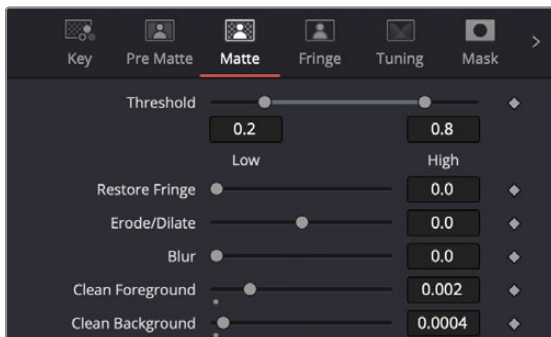 Key Pre Matte Matte Fringe Tuning Mask
Threshold
0.2 0.8
Low High
Restore Fringe 0.0
Erode/Dilate 0.0
Blur 0.0
Clean Foreground 0.002
Clean Background 0.0004